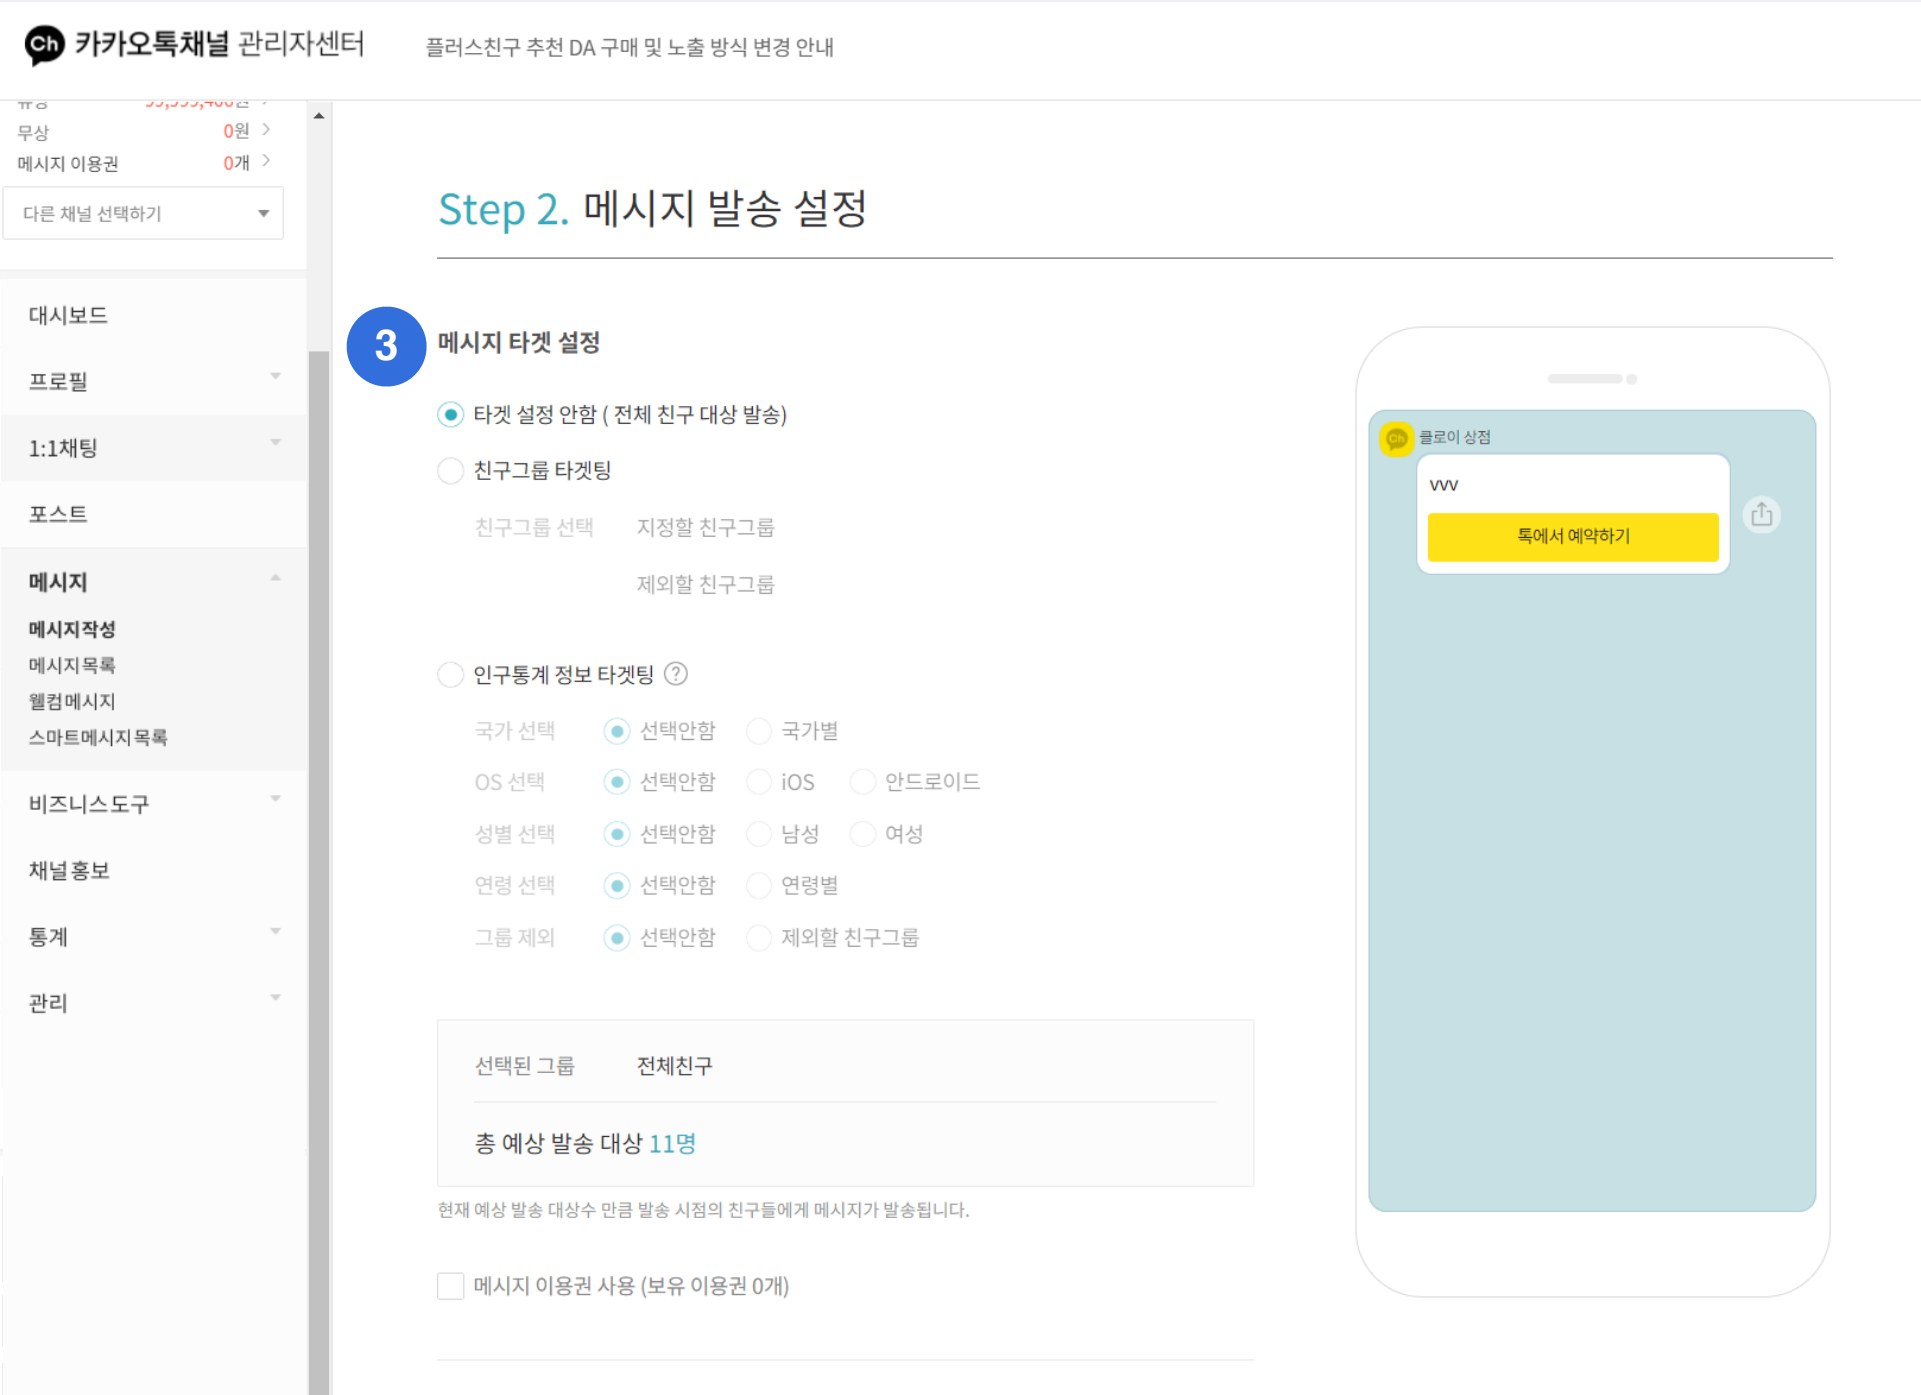 Ch 카카오톡채널 관리자센터
플러스친구 추천 DA 구매 및 노출 방식 변경 안내
무상 0원
메시지 이용권 0개
다른 채널 선택하기
대시보드
프로필
1:1채팅
포스트
메시지
메시지작성
메시지목록
웰컴메시지
스마트메시지목록
비즈니스도구
채널홍보
통계
관리
Step 2. 메시지 발송 설정
3 메시지 타겟 설정
타겟 설정 안함 ( 전체 친구 대상 발송)
친구그룹 타겟팅
친구그룹 선택 지정할 친구그룹
제외할 친구그룹
인구통계 정보 타겟팅 ?
국가 선택 선택안함 국가별
OS 선택 선택안함 iOS 안드로이드
성별 선택 선택안함 남성 여성
연령 선택 선택안함 연령별
그룹 제외 선택안함 제외할 친구그룹
선택된 그룹 전체친구
총 예상 발송 대상 11명
현재 예상 발송 대상수 만큼 발송 시점의 친구들에게 메시지가 발송됩니다.
메시지 이용권 사용 (보유 이용권 0개)
Ch 클로이 상점
vvv
톡에서 예약하기